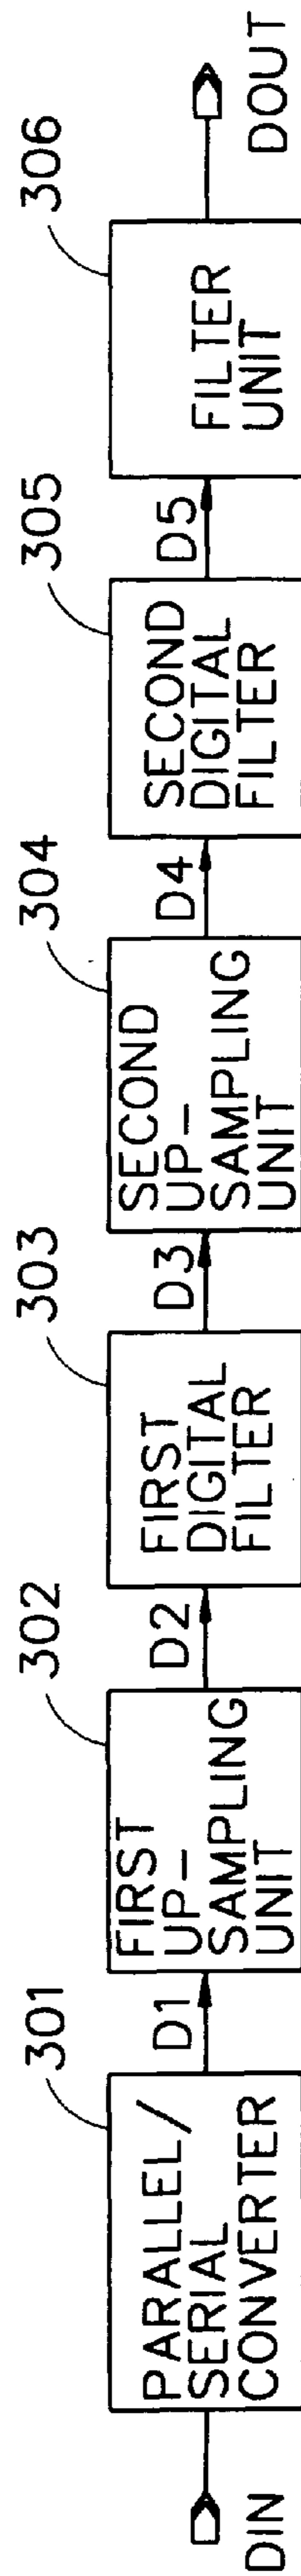 301
302
303
304
305
306
DIN
PARALLEL/
SERIAL
CONVERTER
D1
FIRST
UP-
SAMPLING
UNIT
D2
FIRST
DIGITAL
FILTER
D3
SECOND
UP-
SAMPLING
UNIT
D4
SECOND
DIGITAL
FILTER
D5
FILTER
UNIT
DOUT